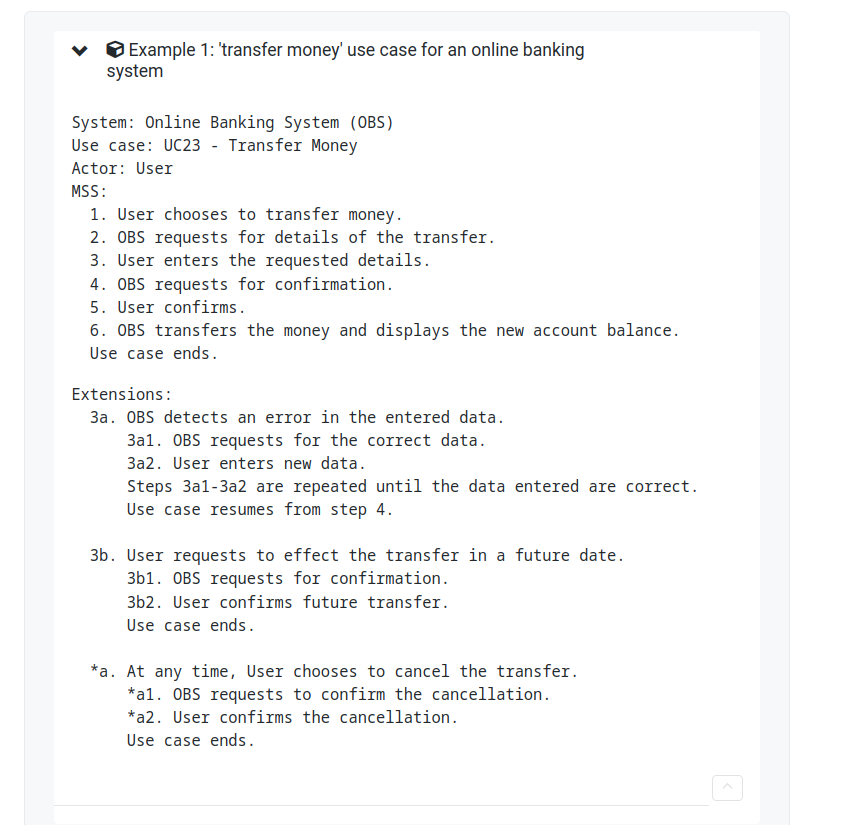 Example 1: 'transfer money' use case for an online banking
system
System: Online Banking System (OBS)
Use case: UC23 - Transfer Money
Actor: User
MSS:
1. User chooses to transfer money.
2. OBS requests for details of the transfer.
3. User enters the requested details.
4. OBS requests for confirmation.
5. User confirms.
6. OBS transfers the money and displays the new account balance.
Use case ends.
Extensions:
3a. OBS detects an error in the entered data.
3a1. OBS requests for the correct data.
3a2. User enters new data.
Steps 3a1-3a2 are repeated until the data entered are correct.
Use case resumes from step 4.
3b. User requests to effect the transfer in a future date.
3b1. OBS requests for confirmation.
3b2. User confirms future transfer.
Use case ends.
*a. At any time, User chooses to cancel the transfer.
*a1. OBS requests to confirm the cancellation.
*a2. User confirms the cancellation.
Use case ends.